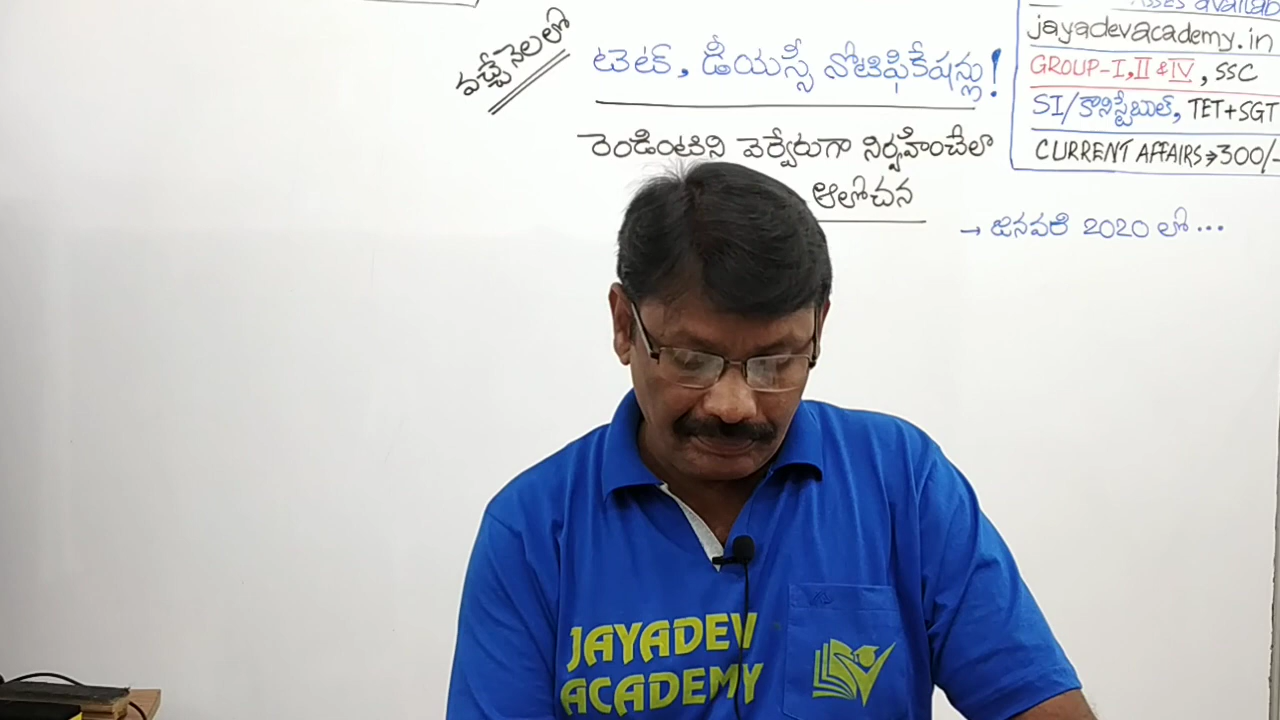 వచ్చే నెలలో
టెట్, డీయస్సీ నోటిఫికేషన్లు!
రెండింటిని వెర్వేరుగా నిర్వహించేలా
ఆలోచన
→ జనవరి 2020 లో...
jayadevacademy.in
GROUP-I, II & IV, SSC
SI/కానిస్టేబుల్, TET+SGT
CURRENT AFFAIRS → 300/-
JAYADEV
ACADEMY